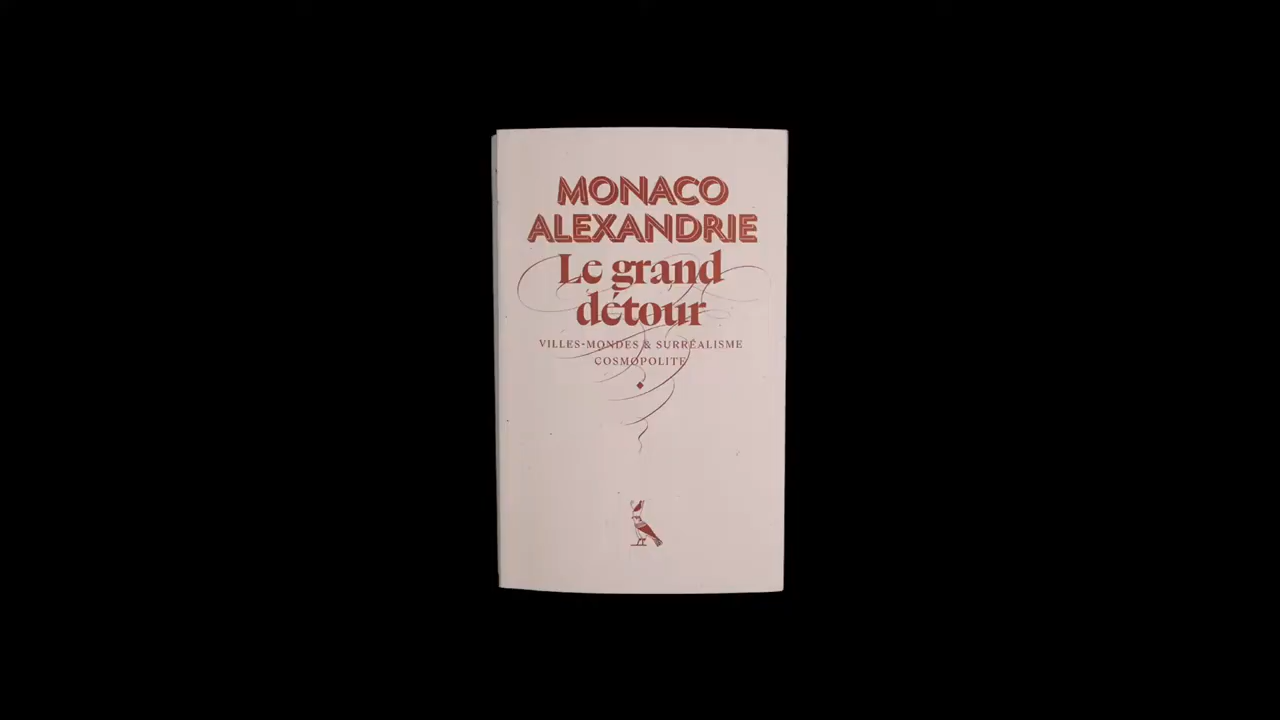 MONACO
ALEXANDRIE
Le grand
détour
VILLES-MONDES & SURRÉALISME
COSMOPOLITE